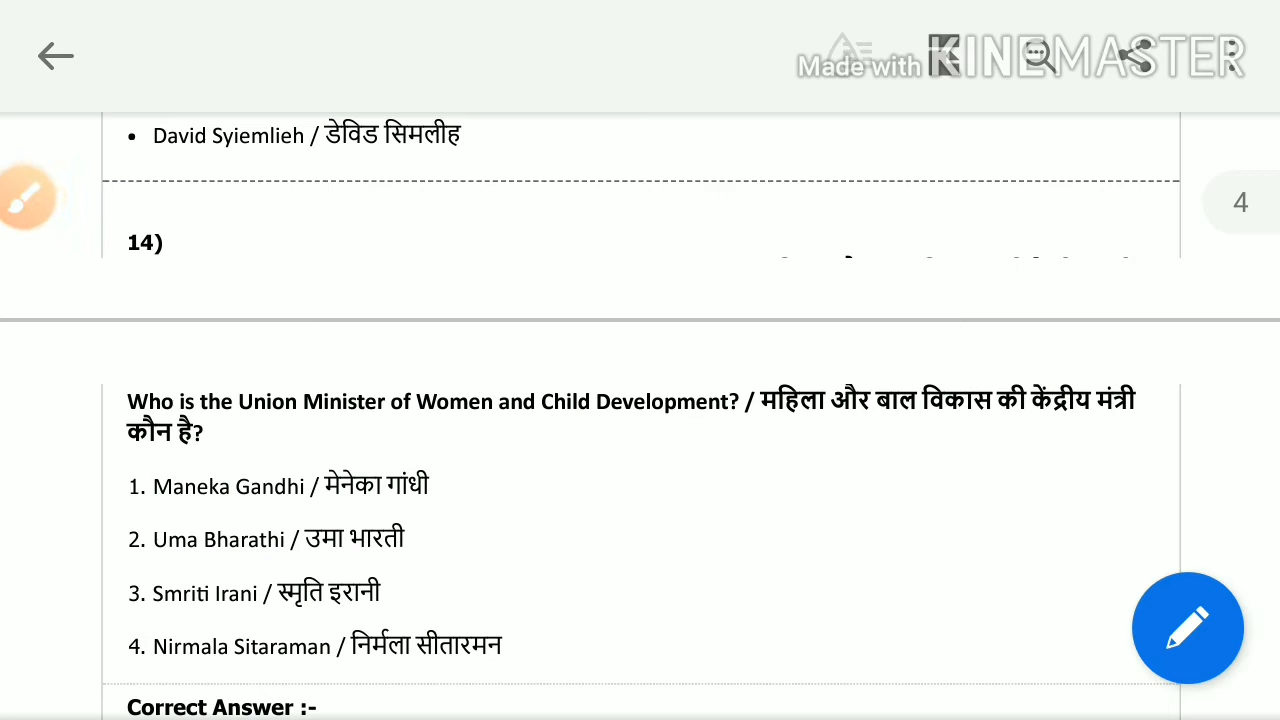 Made with KINEMASTER
• David Syiemlieh / डेविड सिमलीह
4
14)
Who is the Union Minister of Women and Child Development? / महिला और बाल विकास की केंद्रीय मंत्री
कौन है?
1. Maneka Gandhi / मेनेका गांधी
2. Uma Bharathi / उमा भारती
3. Smriti Irani / स्मृति इरानी
4. Nirmala Sitaraman / निर्मला सीतारमन
Correct Answer :-